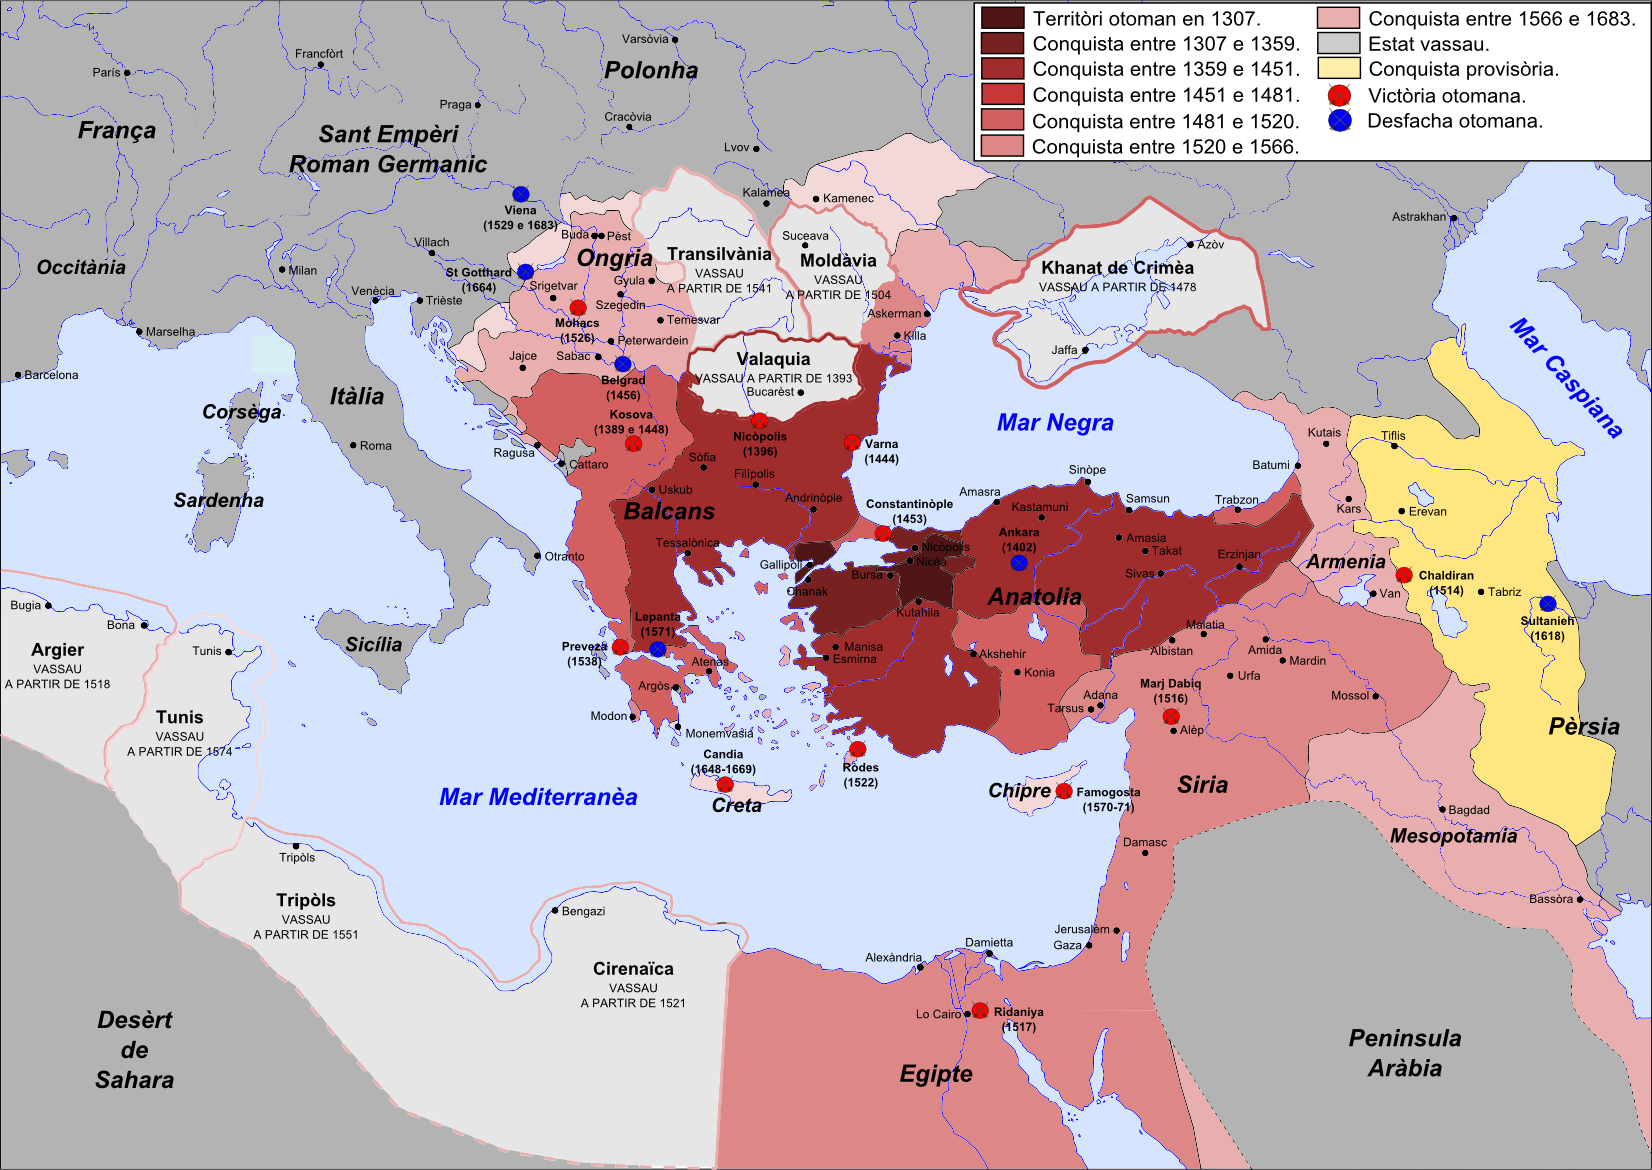 Territòri otoman en 1307.
Conquista entre 1307 e 1359.
Conquista entre 1359 e 1451.
Conquista entre 1451 e 1481.
Conquista entre 1481 e 1520.
Conquista entre 1520 e 1566.
Conquista entre 1566 e 1683.
Estat vassau.
Conquista provisòria.
Victòria otomana.
Desfacha otomana.
Varsòvia
Francfòrt
París
Polonha
Praga
Cracòvia
França
Sant Empèri
Roman Germanic
Lvov
Kalamea
Kamenec
Viena
(1529 e 1683)
Astrakhan
Buda
Pèst
Suceava
Villach
Azòv
Ongria
Transilvània
VASSAU
A PARTIR DE 1541
Moldàvia
VASSAU
A PARTIR DE 1504
Khanat de Crimèa
VASSAU A PARTIR DE 1478
Occitània
Milan
St Gotthard
(1664)
Srigetvar
Gyula
Szegedin
Venècia
Trièste
Mohacs
(1526)
Temesvar
Askerman
Killa
Marselha
Peterwardein
Jajce
Sabac
Jaffa
Mar Caspiana
Valaquia
VASSAU A PARTIR DE 1393
Bucarèst
Barcelona
Belgrad
(1456)
Itàlia
Corsèga
Kosova
(1389 e 1448)
Mar Negra
Nicòpolis
(1396)
Varna
(1444)
Kutais
Tiflis
Roma
Ragusa
Cattaro
Sòfia
Filípolis
Batumi
Sinòpe
Sardenha
Uskub
Andrinòple
Amasra
Samsun
Trabzon
Kars
Erevan
Balcans
Constantinòple
(1453)
Kastamuni
Ankara
(1402)
Amasia
Takat
Tessalònica
Nicòpolis
Nicèa
Erzinjan
Armenia
Otranto
Gallipoli
Bursa
Sivas
Chaldiran
(1514)
Tabriz
Chanak
Van
Anatolia
Kutahila
Sultanieh
(1618)
Bugia
Bona
Lepanta
(1571)
Preveza
(1538)
Malatia
Albistan
Amida
Mardin
Argier
VASSAU
A PARTIR DE 1518
Tunis
Sicília
Manisa
Esmirna
Atenas
Akshehir
Konia
Urfa
Argòs
Marj Dabiq
(1516)
Adana
Tarsus
Mossol
Tunis
VASSAU
A PARTIR DE 1574
Modon
Monemvasia
Alèp
Pèrsia
Candia
(1648-1669)
Ròdes
(1522)
Creta
Chipre
Famogosta
(1570-71)
Siria
Mar Mediterranèa
Bagdad
Mesopotamia
Damasc
Tripòls
Tripòls
VASSAU
A PARTIR DE 1551
Bengazi
Bassòra
Jerusalèm
Gaza
Damietta
Alexàndria
Cirenaïca
VASSAU
A PARTIR DE 1521
Lo Cairo
Ridaniya
(1517)
Desèrt
de
Sahara
Egipte
Peninsula
Aràbia